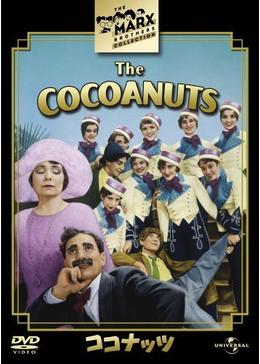 THE
MARX
BROTHERS
COLLECTION
The
COCOANUTS
DVD
VIDEO
ココナッツ
UNIVERSAL